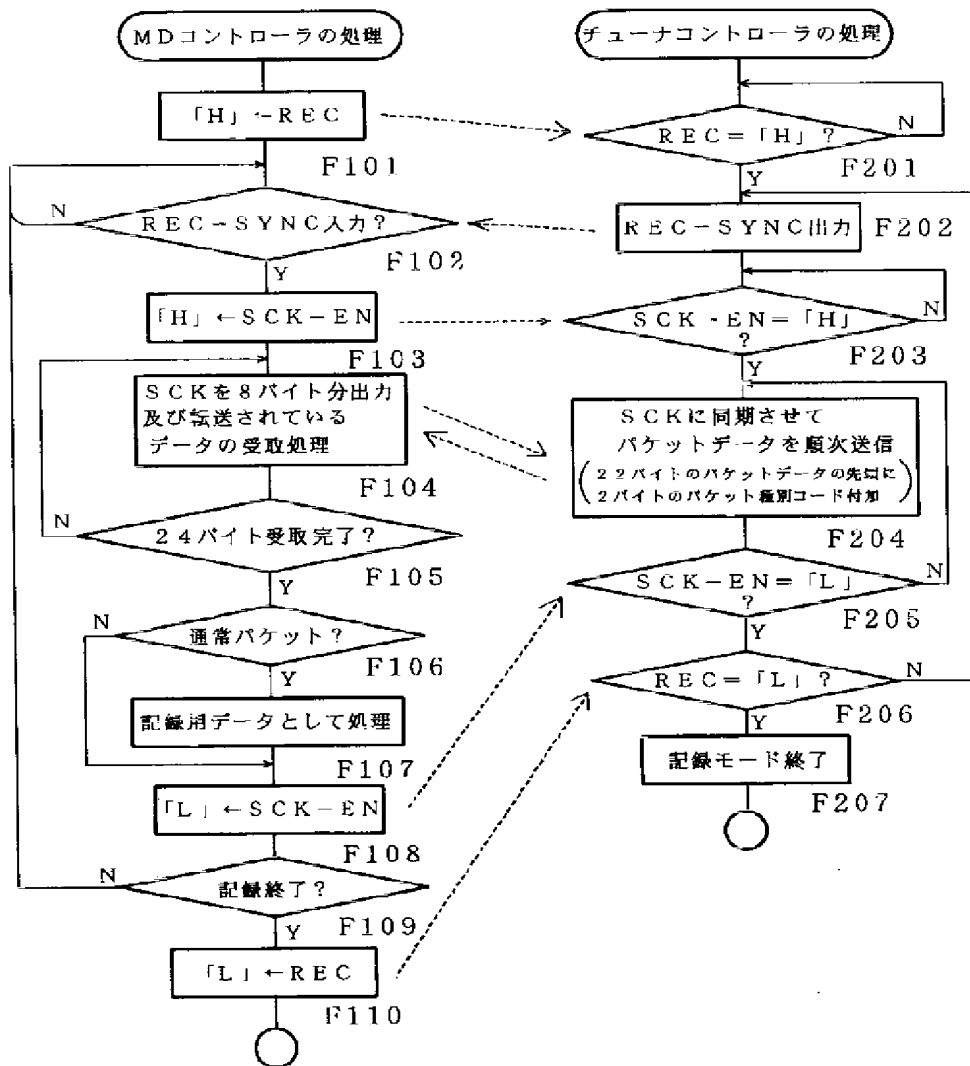 MDコントローラの処理
「H」←REC
F101
REC-SYNC入力?
N
F102
Y
「H」←SCK-EN
F103
SCKを8バイト分出力
及び転送されている
データの受取処理
F104
N
24バイト受取完了?
F105
Y
N
通常パケット?
F106
Y
記録用データとして処理
F107
「L」←SCK-EN
F108
N
記録終了?
F109
Y
「L」←REC
F110
チューナコントローラの処理
REC=「H」?
N
F201
Y
REC-SYNC出力
F202
SCK-EN=「H」
?
N
F203
Y
SCKに同期させて
パケットデータを順次送信
(22バイトのパケットデータの先頭に
2バイトのパケット種別コード付加)
F204
SCK-EN=「L」
?
N
F205
Y
REC=「L」?
N
F206
Y
記録モード終了
F207